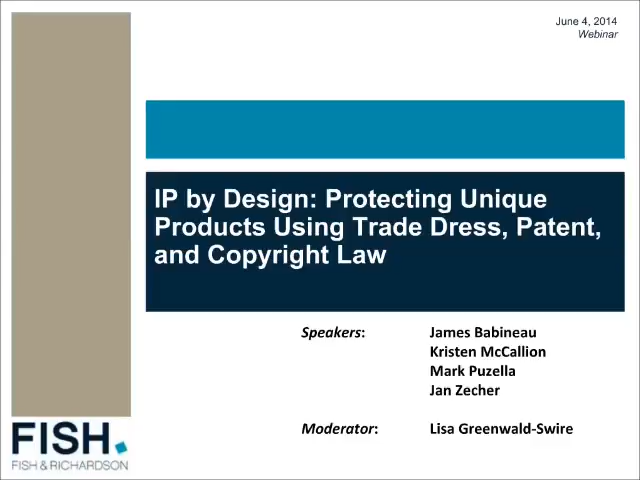 June 4, 2014
Webinar
IP by Design: Protecting Unique
Products Using Trade Dress, Patent,
and Copyright Law
Speakers: James Babineau
Kristen McCallion
Mark Puzella
Jan Zecher
Moderator: Lisa Greenwald-Swire
FISH.
FISH & RICHARDSON